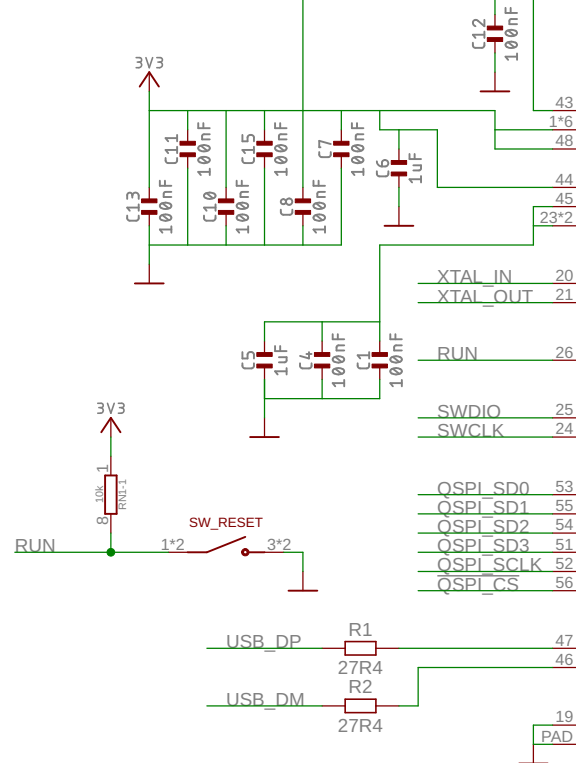 C12
100nF
3V3
43
1*6
48
C11
100nF
C15
100nF
C7
100nF
C6
1uF
C13
100nF
C10
100nF
C8
100nF
44
45
23*2
XTAL_IN 20
XTAL_OUT 21
C5
1uF
C4
100nF
C1
100nF
RUN 26
3V3
SWDIO 25
SWCLK 24
1
10k
RN1-1
8
QSPI_SD0 53
QSPI_SD1 55
QSPI_SD2 54
QSPI_SD3 51
QSPI_SCLK 52
QSPI_CS 56
SW_RESET
RUN 1*2 3*2
R1
USB_DP 47
27R4
46
R2
USB_DM
27R4
19
PAD